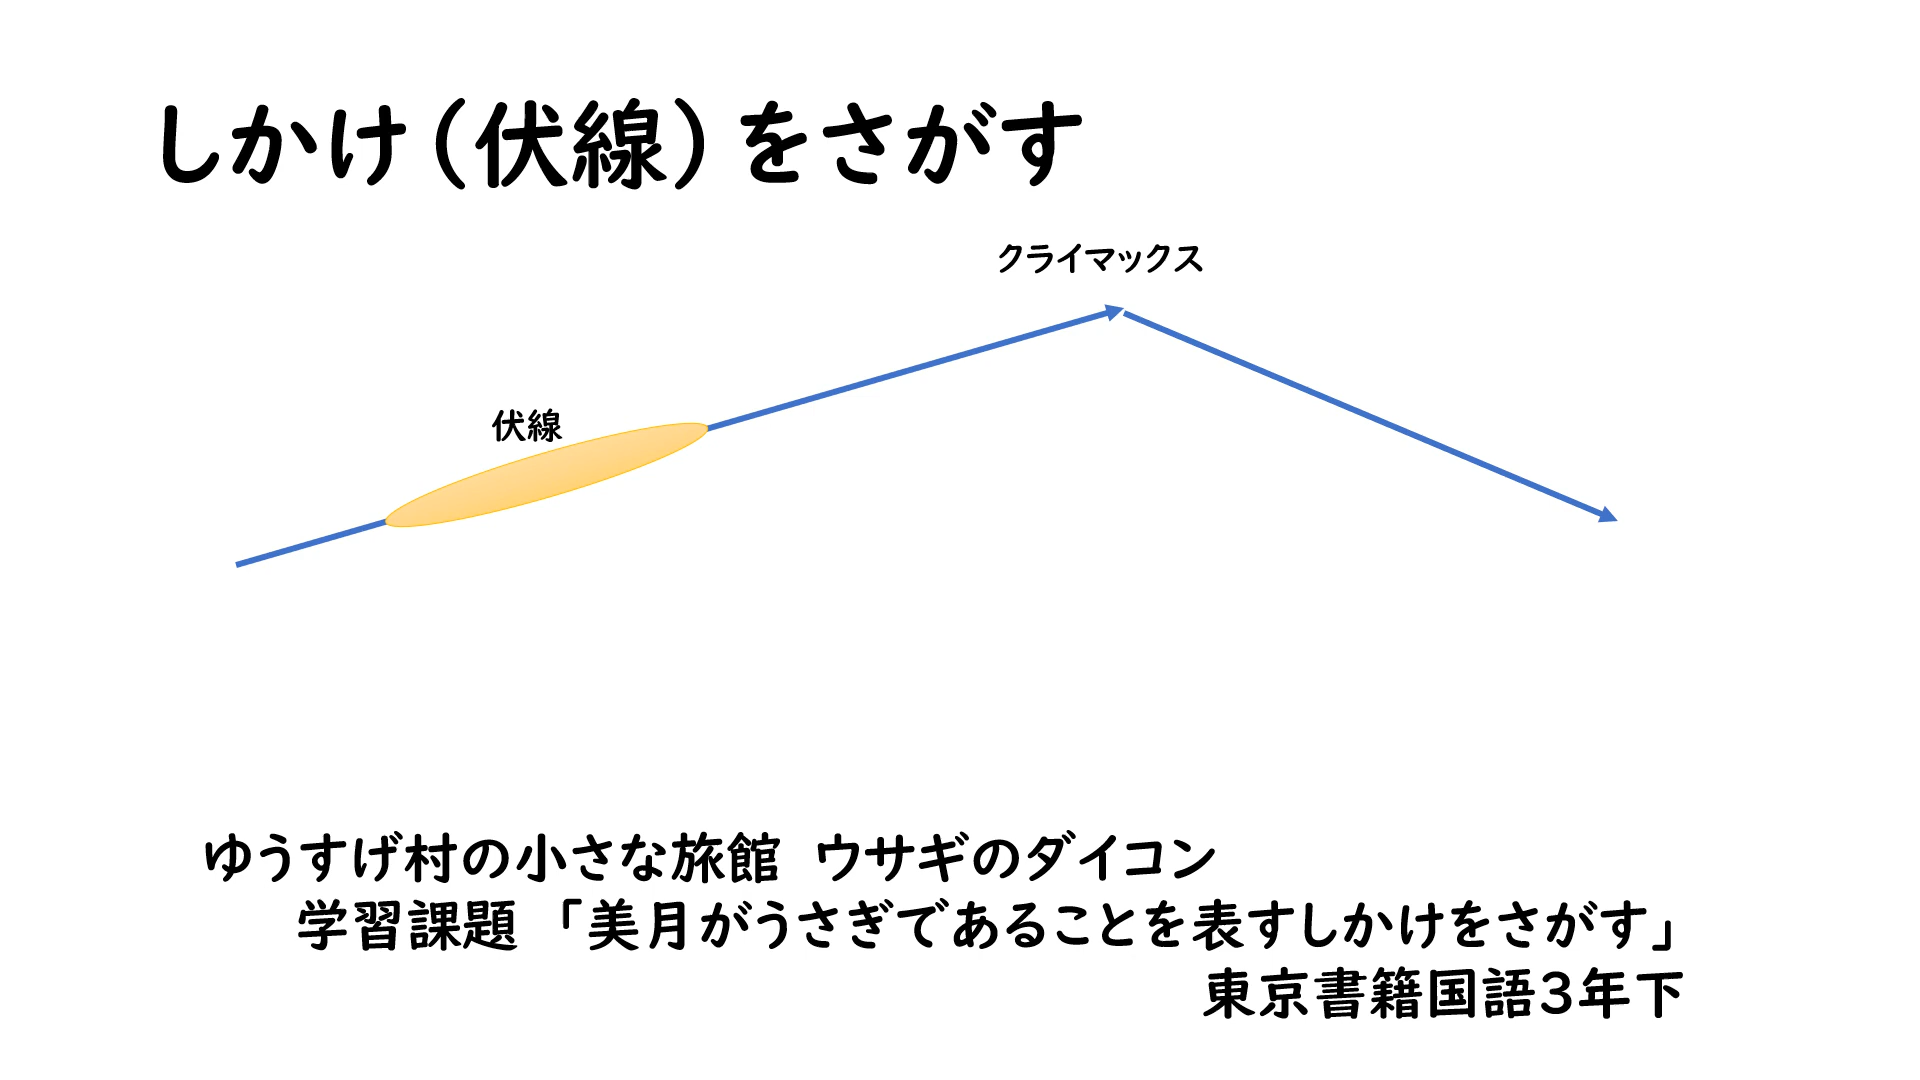 しかけ（伏線）をさがす
クライマックス
伏線
ゆうすげ村の小さな旅館　ウサギのダイコン
学習課題　「美月がうさぎであることを表すしかけをさがす」
東京書籍国語３年下